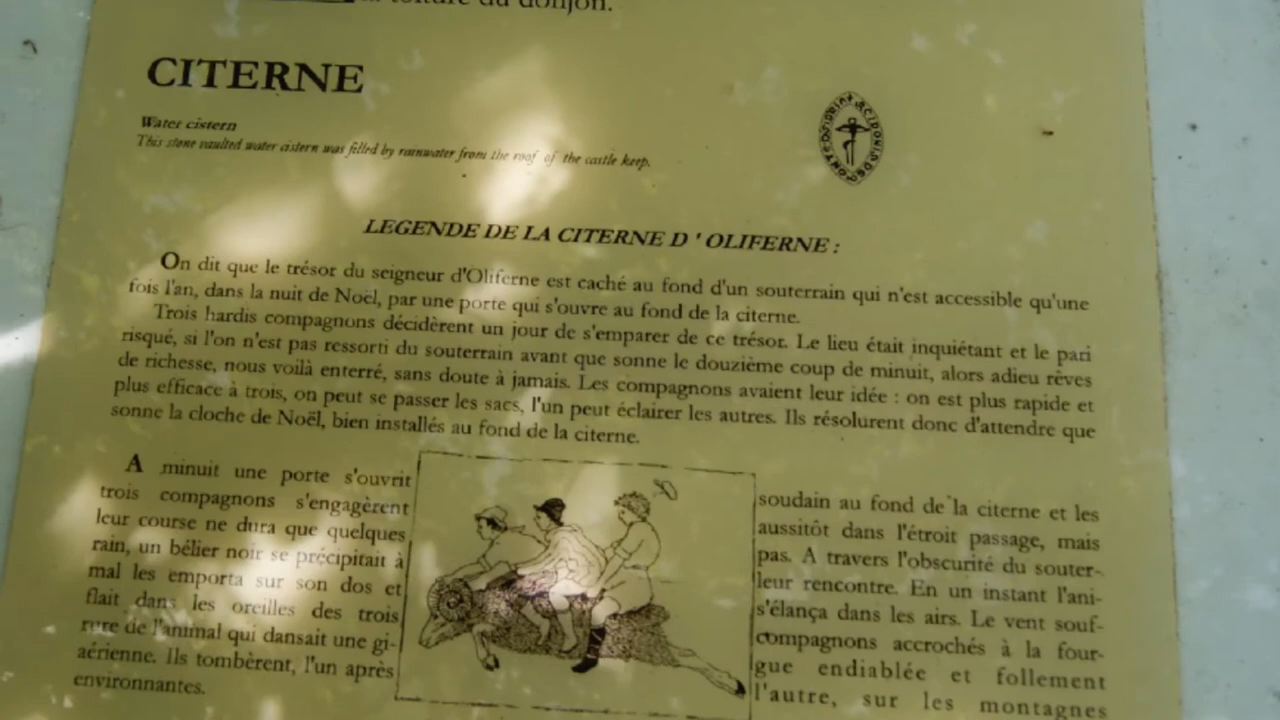 toiture du donjon.
CITERNE
Water cistern
This stone vaulted water cistern was filled by rainwater from the roof of the castle keep.
LEGENDE DE LA CITERNE D ' OLIFERNE :
On dit que le trésor du seigneur d'Oliferne est caché au fond d'un souterrain qui n'est accessible qu'une
fois l'an, dans la nuit de Noël, par une porte qui s'ouvre au fond de la citerne.
Trois hardis compagnons décidèrent un jour de s'emparer de ce trésor. Le lieu était inquiétant et le pari
risqué, si l'on n'est pas ressorti du souterrain avant que sonne le douzième coup de minuit, alors adieu rêves
de richesse, nous voilà enterré, sans doute à jamais. Les compagnons avaient leur idée : on est plus rapide et
plus efficace à trois, on peut se passer les sacs, l'un peut éclairer les autres. Ils résolurent donc d'attendre que
sonne la cloche de Noël, bien installés au fond de la citerne.
A minuit une porte s'ouvrit soudain au fond de la citerne et les
trois compagnons s'engagèrent aussitôt dans l'étroit passage, mais
leur course ne dura que quelques pas. A travers l'obscurité du souter-
rain, un bélier noir se précipitait à leur rencontre. En un instant l'ani-
mal les emporta sur son dos et s'élança dans les airs. Le vent souf-
flait dans les oreilles des trois compagnons accrochés à la four-
rure de l'animal qui dansait une gi- gue endiablée et follement
aérienne. Ils tombèrent, l'un après l'autre, sur les montagnes
environnantes.